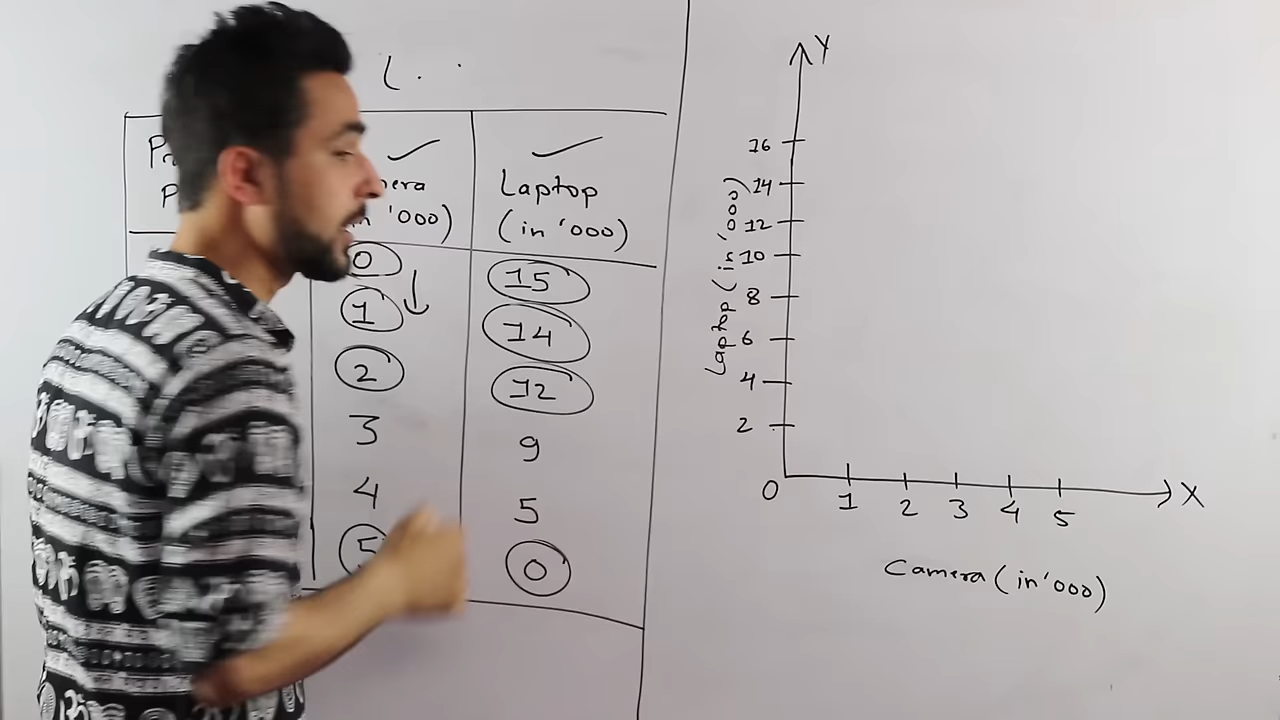 Laptop
(in '000)
'000)
0 15
1 14
2 12
3 9
4 5
5 0
Y
16
14
12
10
8
6
4
2
Laptop (in '000)
0 1 2 3 4 5 X
Camera (in '000)